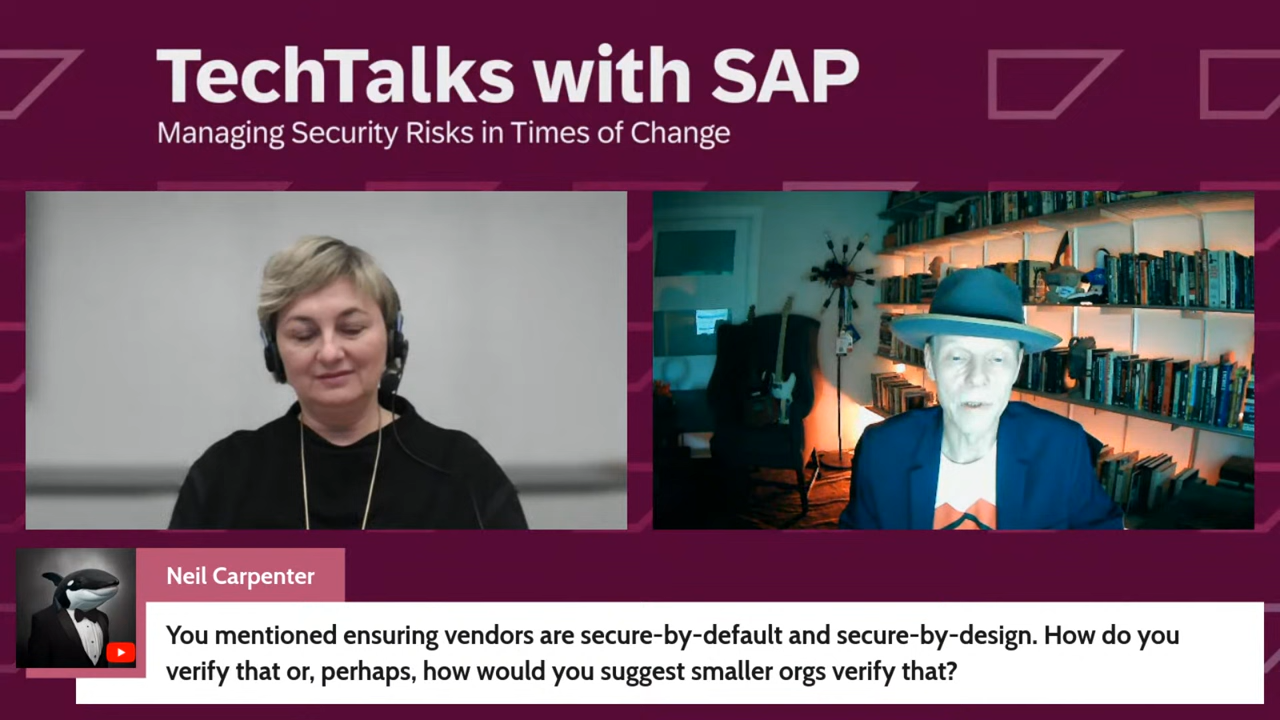 TechTalks with SAP
Managing Security Risks in Times of Change
Neil Carpenter
You mentioned ensuring vendors are secure-by-default and secure-by-design. How do you
verify that or, perhaps, how would you suggest smaller orgs verify that?